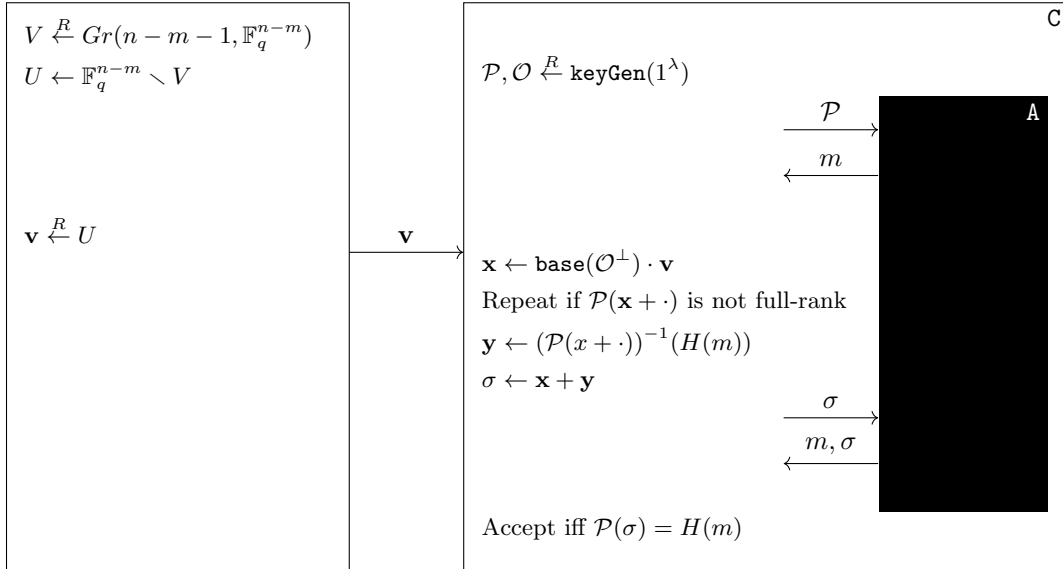 V ←^R Gr(n − m − 1, 𝔽_q^{n−m})
U ← 𝔽_q^{n−m} ∖ V
v ←^R U
v
C
𝒫, 𝒪 ←^R keyGen(1^λ)
A
𝒫
m
x ← base(𝒪^⊥) · v
Repeat if 𝒫(x + ·) is not full-rank
y ← (𝒫(x + ·))^{−1}(H(m))
σ ← x + y
σ
m, σ
Accept iff 𝒫(σ) = H(m)